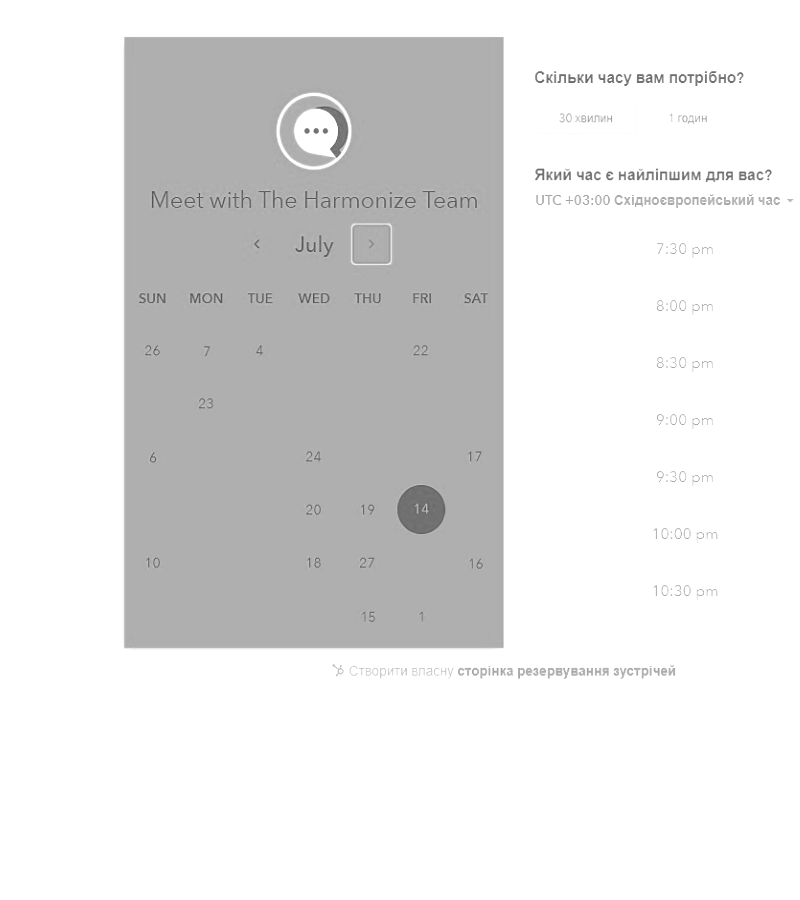 Meet with The Harmonize Team
July
SUN MON TUE WED THU FRI SAT
26 7 4 22
23
6 24 17
20 19 14
10 18 27 16
15 1
Скільки часу вам потрібно?
30 хвилин 1 годин
Який час є найліпшим для вас?
UTC +03:00 Східноєвропейський час
7:30 pm
8:00 pm
8:30 pm
9:00 pm
9:30 pm
10:00 pm
10:30 pm
Створити власну сторінка резервування зустрічей